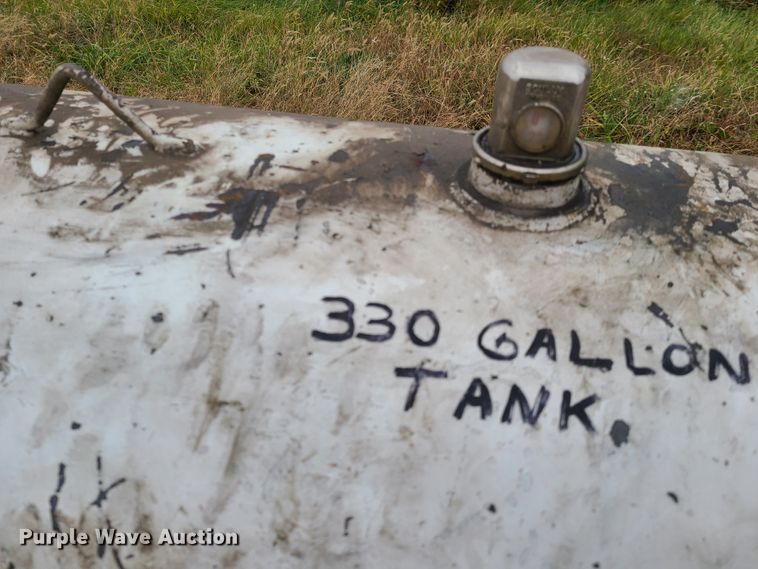 330 GALLON
TANK.
Purple Wave Auction